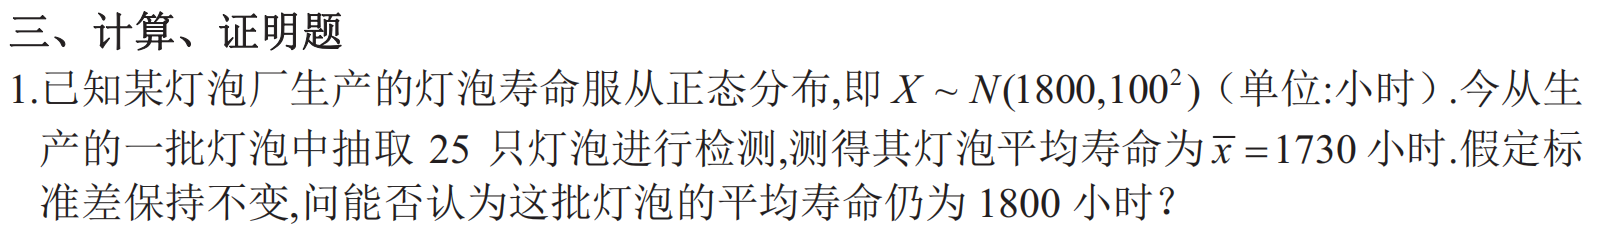 三、计算、证明题
1.已知某灯泡厂生产的灯泡寿命服从正态分布,即 X ~ N(1800,100²)（单位:小时）.今从生
产的一批灯泡中抽取 25 只灯泡进行检测,测得其灯泡平均寿命为 x̅ =1730 小时.假定标
准差保持不变,问能否认为这批灯泡的平均寿命仍为 1800 小时?